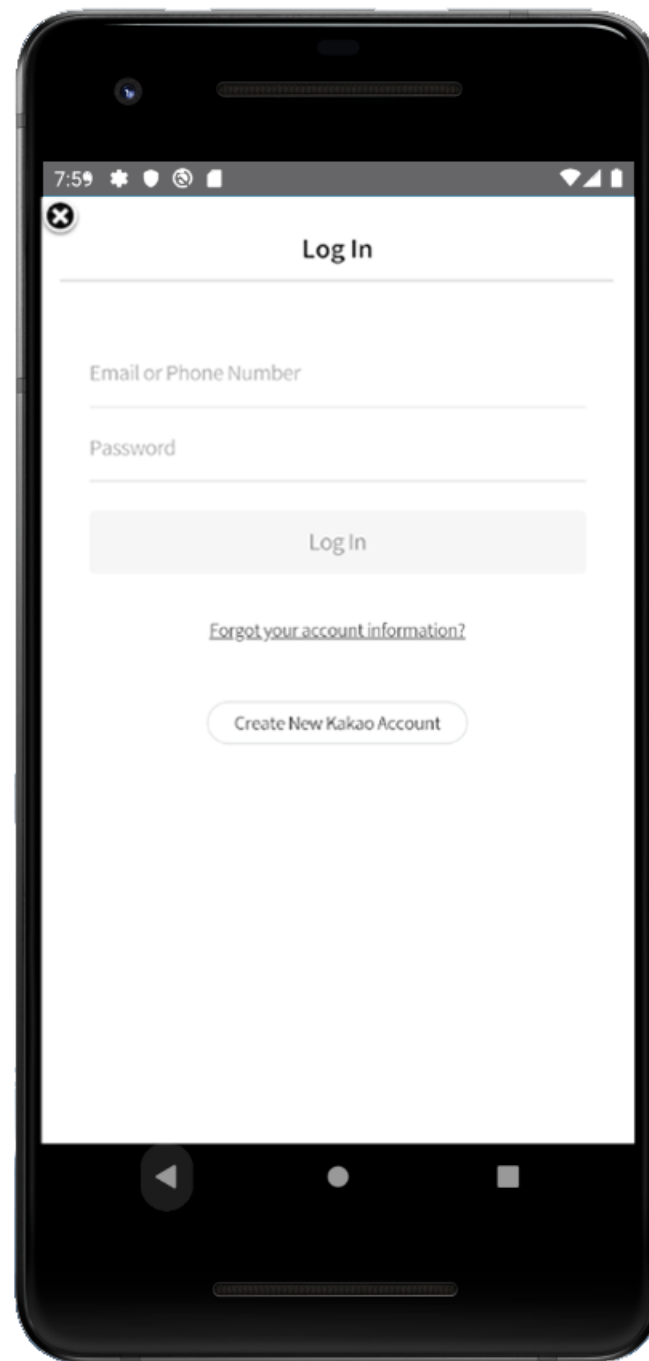 7:59
Log In
Email or Phone Number
Password
Log In
Forgot your account information?
Create New Kakao Account